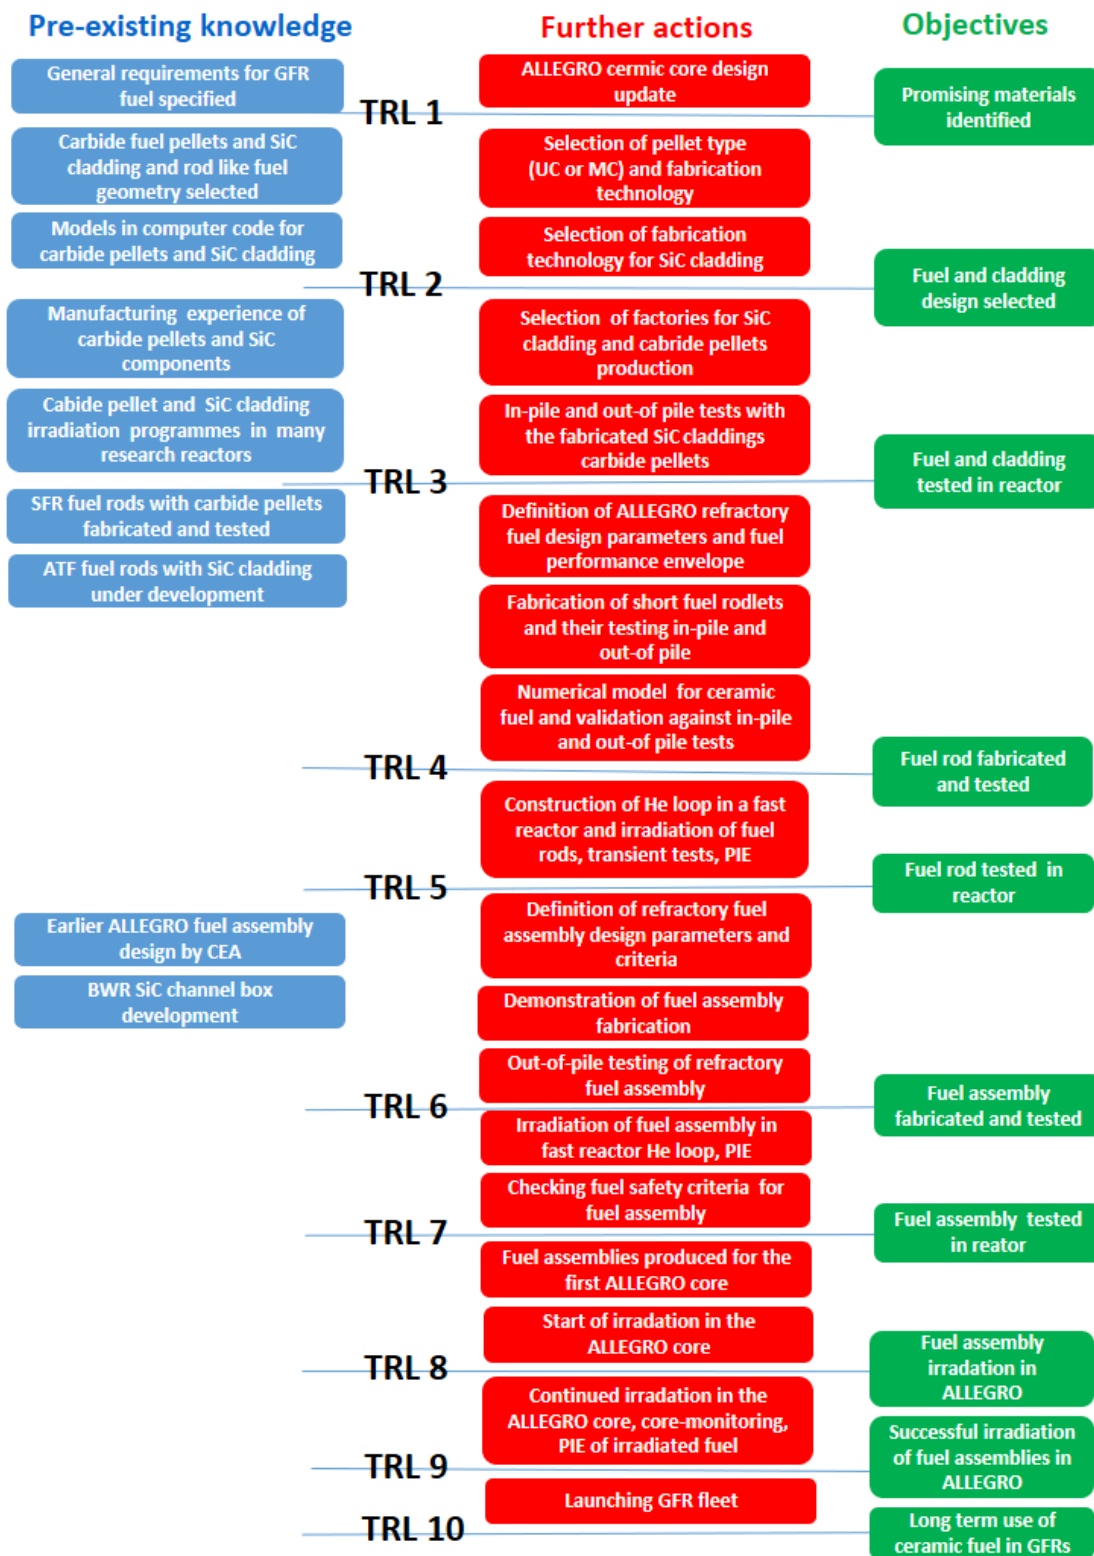 Pre-existing knowledge
Further actions
Objectives
General requirements for GFR
fuel specified
ALLEGRO cermic core design
update
TRL 1
Promising materials
identified
Carbide fuel pellets and SiC
cladding and rod like fuel
geometry selected
Selection of pellet type
(UC or MC) and fabrication
technology
Models in computer code for
carbide pellets and SiC cladding
Selection of fabrication
technology for SiC cladding
TRL 2
Fuel and cladding
design selected
Manufacturing experience of
carbide pellets and SiC
components
Selection of factories for SiC
cladding and cabride pellets
production
Cabide pellet and SiC cladding
irradiation programmes in many
research reactors
In-pile and out-of pile tests with
the fabricated SiC claddings
carbide pellets
TRL 3
Fuel and cladding
tested in reactor
SFR fuel rods with carbide pellets
fabricated and tested
Definition of ALLEGRO refractory
fuel design parameters and fuel
performance envelope
ATF fuel rods with SiC cladding
under development
Fabrication of short fuel rodlets
and their testing in-pile and
out-of pile
Numerical model for ceramic
fuel and validation against in-pile
and out-of pile tests
TRL 4
Fuel rod fabricated
and tested
Construction of He loop in a fast
reactor and irradiation of fuel
rods, transient tests, PIE
TRL 5
Fuel rod tested in
reactor
Earlier ALLEGRO fuel assembly
design by CEA
Definition of refractory fuel
assembly design parameters and
criteria
BWR SiC channel box
development
Demonstration of fuel assembly
fabrication
Out-of-pile testing of refractory
fuel assembly
TRL 6
Fuel assembly
fabricated and tested
Irradiation of fuel assembly in
fast reactor He loop, PIE
Checking fuel safety criteria for
fuel assembly
TRL 7
Fuel assembly tested
in reator
Fuel assemblies produced for the
first ALLEGRO core
Start of irradation in the
ALLEGRO core
TRL 8
Fuel assembly
irradation in
ALLEGRO
Continued irradation in the
ALLEGRO core, core-monitoring,
PIE of irradiated fuel
TRL 9
Successful irradiation
of fuel assemblies in
ALLEGRO
Launching GFR fleet
TRL 10
Long term use of
ceramic fuel in GFRs